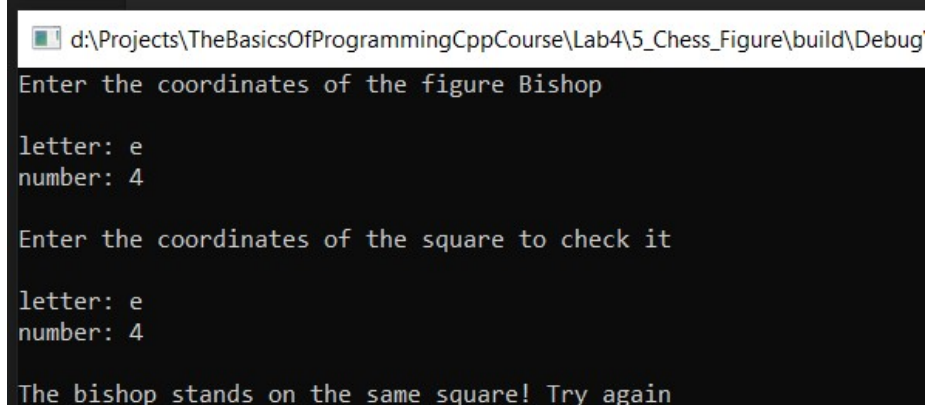 d:\Projects\TheBasicsOfProgrammingCppCourse\Lab4\5_Chess_Figure\build\Debug\
Enter the coordinates of the figure Bishop
letter: e
number: 4
Enter the coordinates of the square to check it
letter: e
number: 4
The bishop stands on the same square! Try again